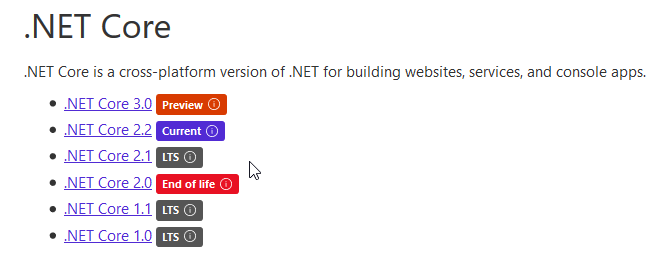 .NET Core
.NET Core is a cross-platform version of .NET for building websites, services, and console apps.
.NET Core 3.0 Preview
.NET Core 2.2 Current
.NET Core 2.1 LTS
.NET Core 2.0 End of life
.NET Core 1.1 LTS
.NET Core 1.0 LTS